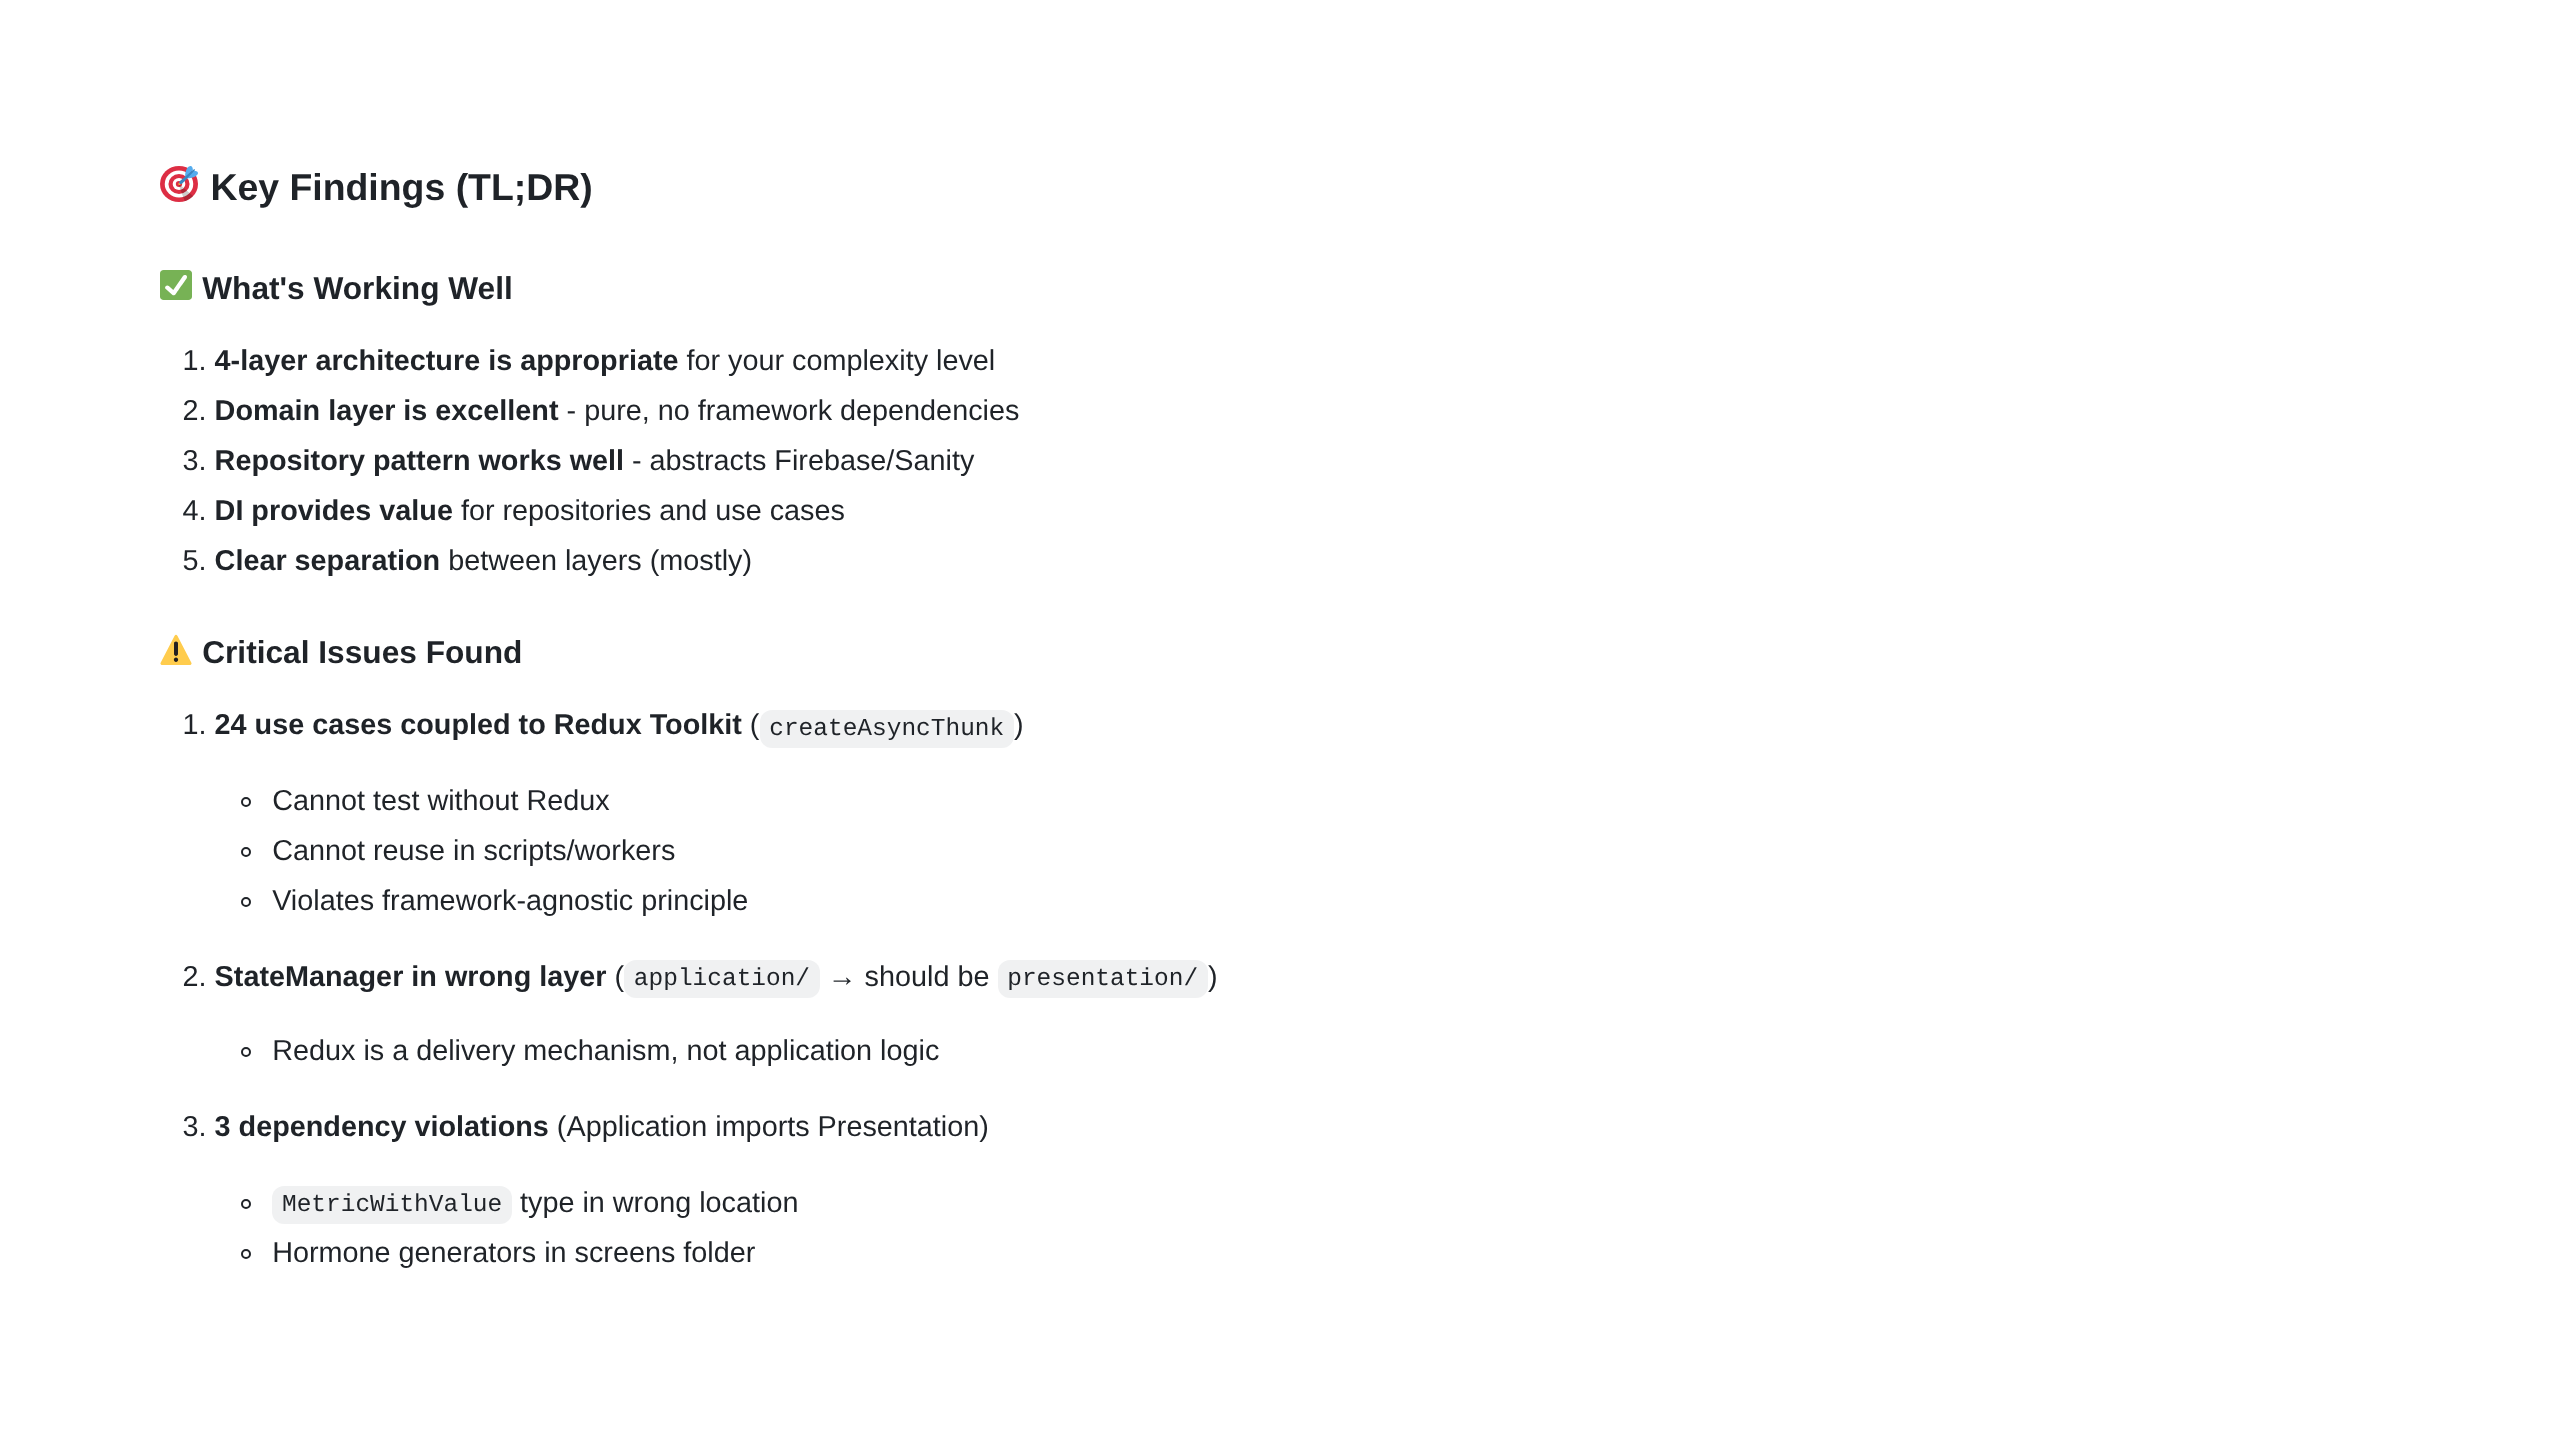 🎯 Key Findings (TL;DR)
✅ What's Working Well
1. 4-layer architecture is appropriate for your complexity level
2. Domain layer is excellent - pure, no framework dependencies
3. Repository pattern works well - abstracts Firebase/Sanity
4. DI provides value for repositories and use cases
5. Clear separation between layers (mostly)
⚠️ Critical Issues Found
1. 24 use cases coupled to Redux Toolkit (createAsyncThunk)
◦ Cannot test without Redux
◦ Cannot reuse in scripts/workers
◦ Violates framework-agnostic principle
2. StateManager in wrong layer (application/ → should be presentation/)
◦ Redux is a delivery mechanism, not application logic
3. 3 dependency violations (Application imports Presentation)
◦ MetricWithValue type in wrong location
◦ Hormone generators in screens folder